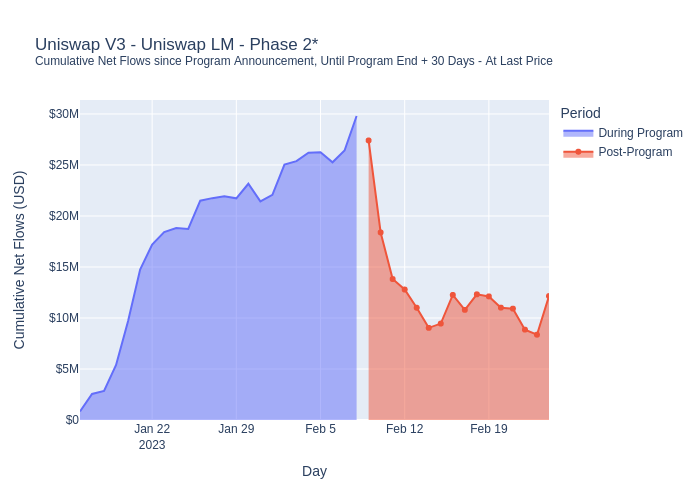 Uniswap V3 - Uniswap LM - Phase 2*
Cumulative Net Flows since Program Announcement, Until Program End + 30 Days - At Last Price
Period
During Program
Post-Program
Cumulative Net Flows (USD)
$30M
$25M
$20M
$15M
$10M
$5M
$0
Jan 22
2023
Jan 29
Feb 5
Feb 12
Feb 19
Day